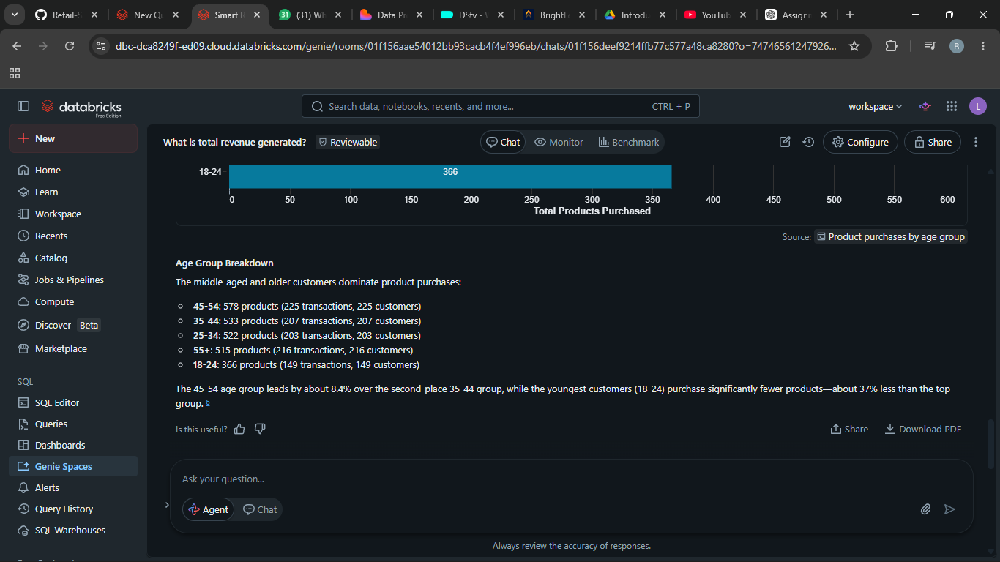 Retail-S
New Q
Smart R
31
(31) Wh
Data Pr
DStv -
BrightL
Introdu
YouTub
Assignm
dbc-dca8249f-ed09.cloud.databricks.com/genie/rooms/01f156aae54012bb93cacb4f4ef996eb/chats/01f156deef9214ffb77c577a48ca8280?o=74746561247926...
R
databricks
Free Edition
Search data, notebooks, recents, and more...
CTRL + P
workspace
L
New
Home
Learn
Workspace
Recents
Catalog
Jobs & Pipelines
Compute
Discover Beta
Marketplace
SQL
SQL Editor
Queries
Dashboards
Genie Spaces
Alerts
Query History
SQL Warehouses
What is total revenue generated? Reviewable
Chat Monitor Benchmark
Configure Share
18-24 366
0 50 100 150 200 250 300 350 400 450 500 550 600
Total Products Purchased
Source: Product purchases by age group
Age Group Breakdown
The middle-aged and older customers dominate product purchases:
45-54: 578 products (225 transactions, 225 customers)
35-44: 533 products (207 transactions, 207 customers)
25-34: 522 products (203 transactions, 203 customers)
55+: 515 products (216 transactions, 216 customers)
18-24: 366 products (149 transactions, 149 customers)
The 45-54 age group leads by about 8.4% over the second-place 35-44 group, while the youngest customers (18-24) purchase significantly fewer products—about 37% less than the top
group. 6
Is this useful?
Share Download PDF
Ask your question...
Agent Chat
Always review the accuracy of responses.